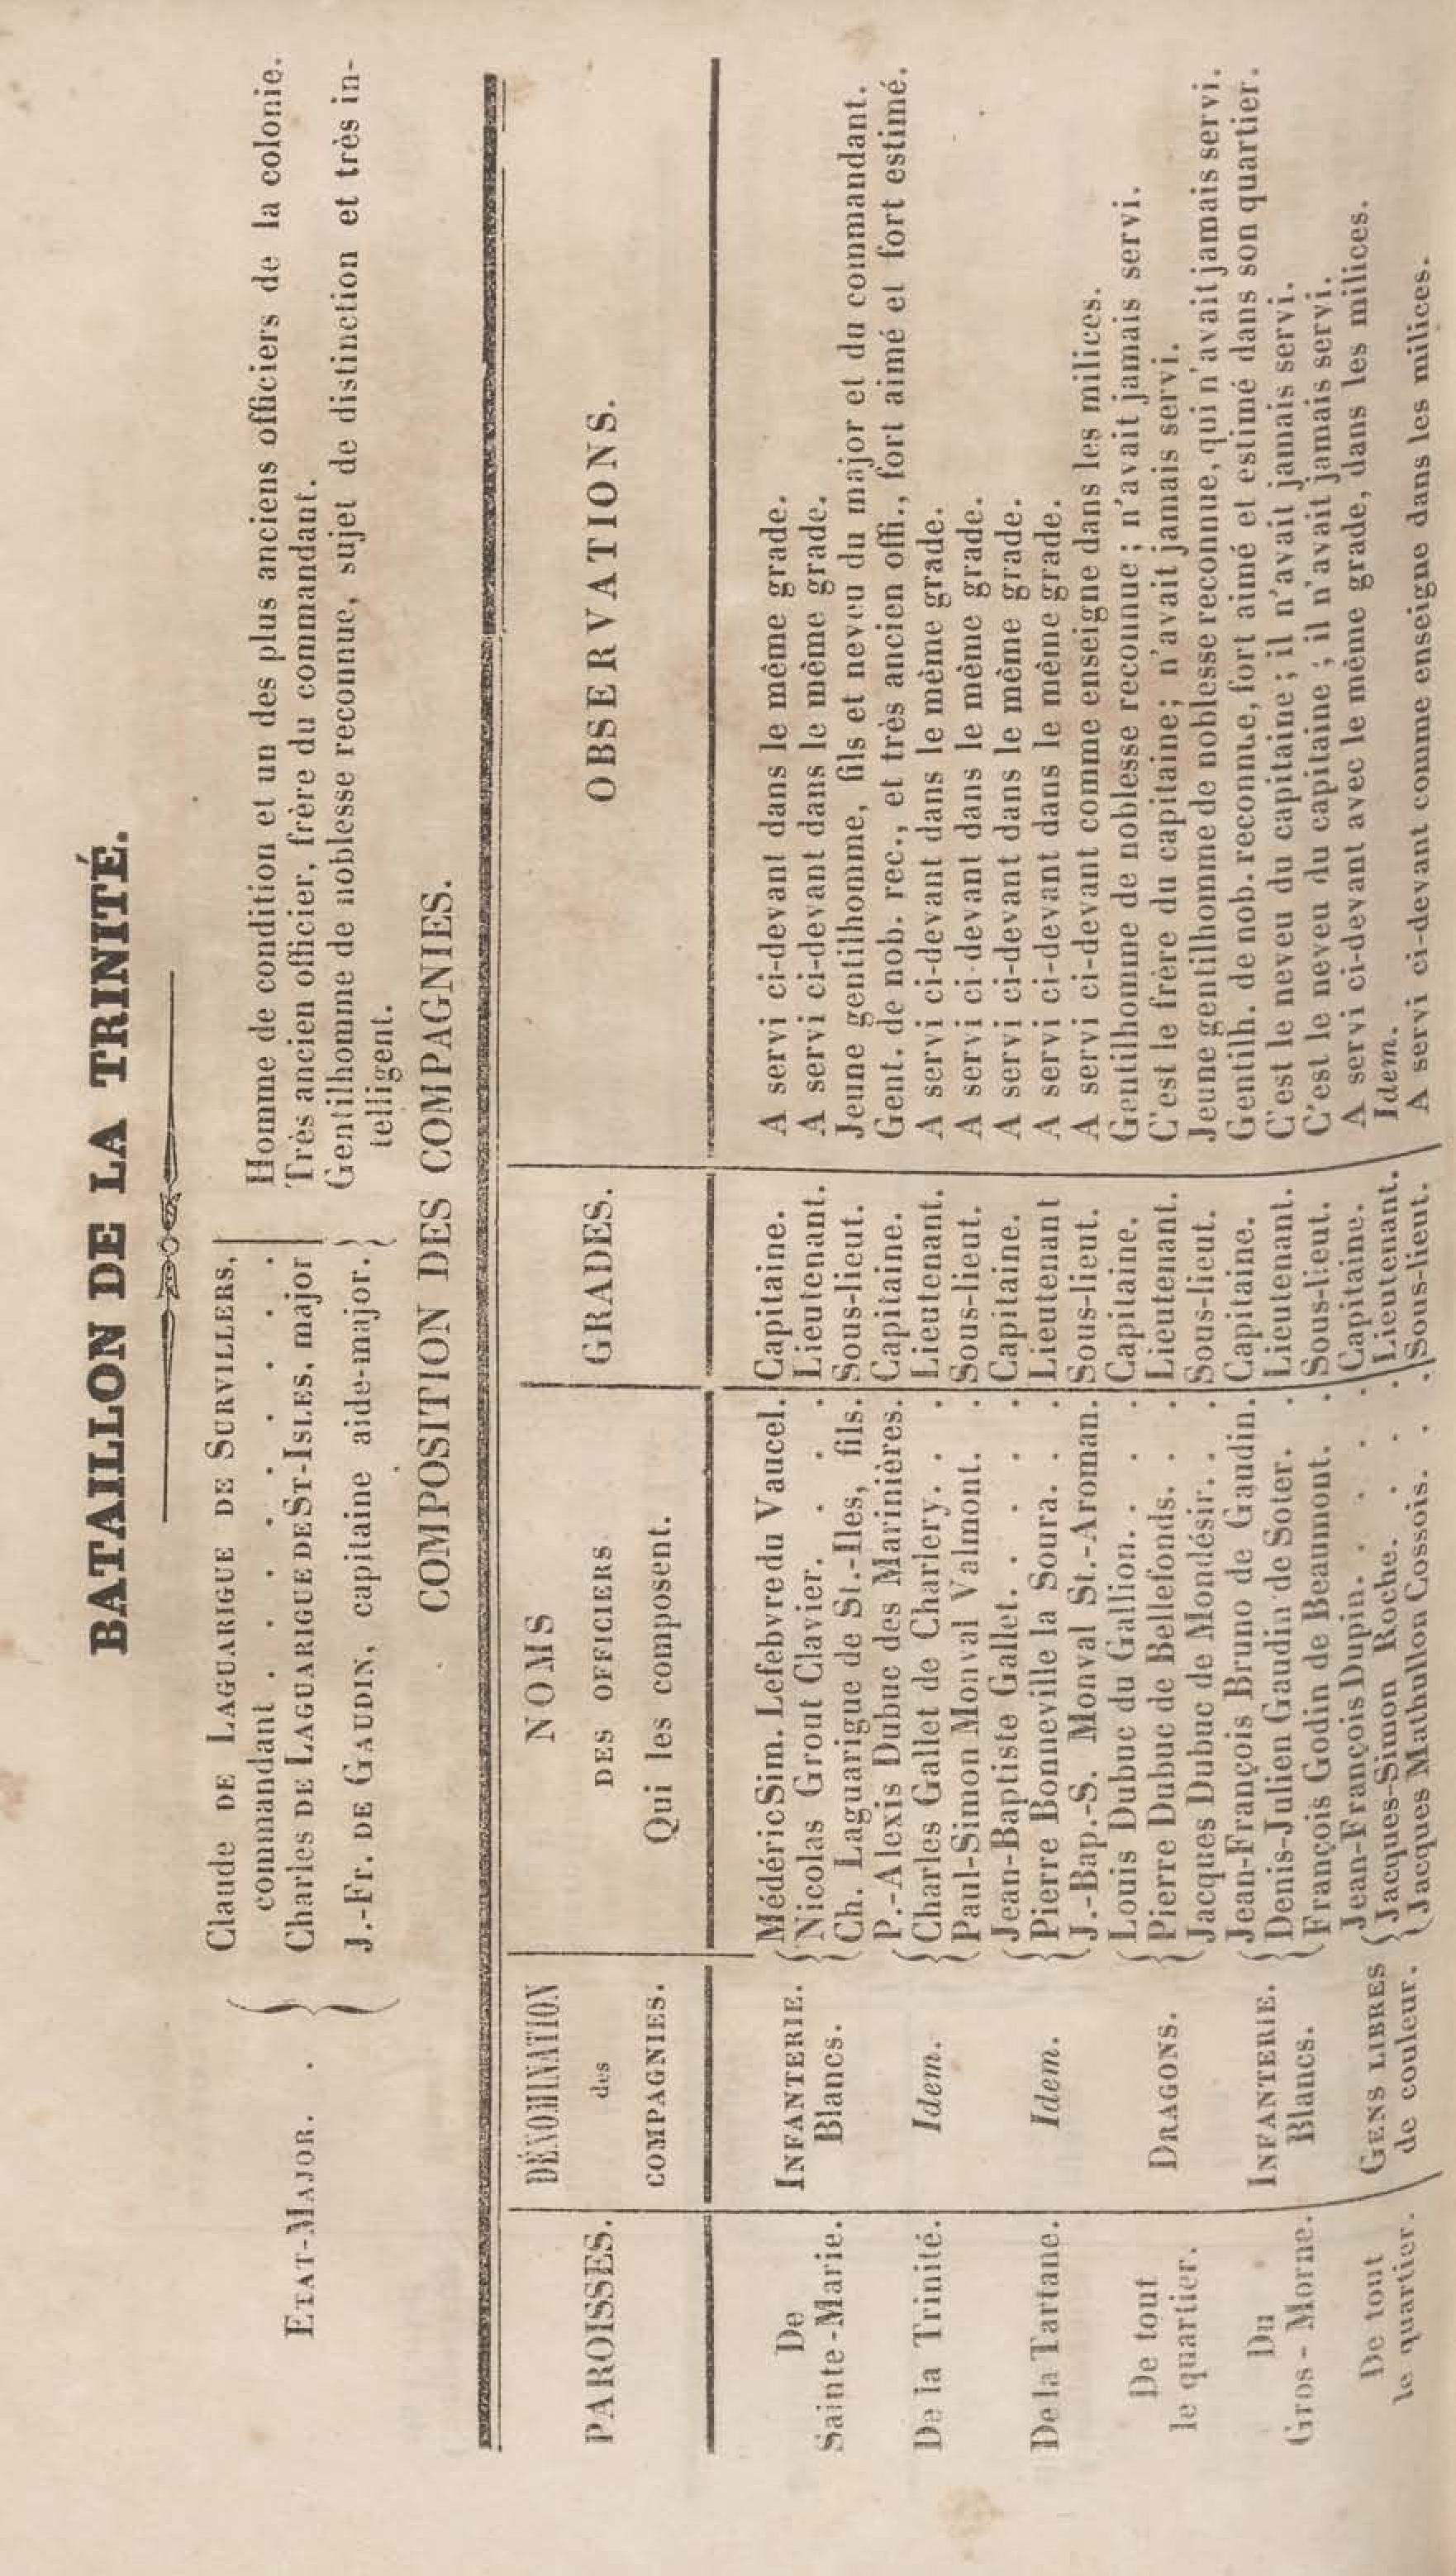 BATAILLON DE LA TRINITÉ.
ETAT-MAJOR. .
Claude DE LAGUARIGUE DE SURVILLERS,
commandant . . . . . . . .
Homme de condition et un des plus anciens officiers de la colonie.
Charles DE LAGUARIGUE DE ST-ISLES, major
Très ancien officier, frère du commandant.
J.-Fr. DE GAUDIN, capitaine aide-major.
Gentilhomme de noblesse reconnue, sujet de distinction et très in-
telligent.
COMPOSITION DES COMPAGNIES.
PAROISSES.
DÉNOMINATION
des
COMPAGNIES.
NOMS
DES OFFICIERS
Qui les composent.
GRADES.
OBSERVATIONS.
De
Sainte-Marie.
INFANTERIE.
Blancs.
Médéric Sim. Lefebvre du Vaucel. Capitaine. A servi ci-devant dans le même grade.
Nicolas Grout Clavier. . . . Lieutenant. A servi ci-devant dans le même grade.
Ch. Laguarigue de St.-Iles, fils. Sous-lieut. Jeune gentilhomme, fils et neveu du major et du commandant.
De la Trinité.
Idem.
P.-Alexis Dubuc des Marinières. Capitaine. Gent. de nob. rec., et très ancien offi., fort aimé et fort estimé.
Charles Gallet de Charlery. . . Lieutenant. A servi ci-devant dans le même grade.
Paul-Simon Monval Valmont. . Sous-lieut. A servi ci-devant dans le même grade.
De la Tartane.
Idem.
Jean-Baptiste Gallet. . . . . Capitaine. A servi ci-devant dans le même grade.
Pierre Bonneville la Soura. . . Lieutenant A servi ci-devant dans le même grade.
J.-Bap.-S. Monval St.-Aroman. Sous-lieut. A servi ci-devant comme enseigne dans les milices.
De tout
le quartier.
DRAGONS.
Louis Dubuc du Gallion. . . . Capitaine. Gentilhomme de noblesse reconnue; n'avait jamais servi.
Pierre Dubuc de Bellefonds. . . Lieutenant. C'est le frère du capitaine; n'avait jamais servi.
Jacques Dubuc de Mondésir. . . Sous-lieut. Jeune gentilhomme de noblesse reconnue, qui n'avait jamais servi.
Du
Gros-Morne.
INFANTERIE.
Blancs.
Jean-François Bruno de Gaudin. Capitaine. Gentilh. de nob. reconnue, fort aimé et estimé dans son quartier.
Denis-Julien Gaudin de Soter. . Lieutenant. C'est le neveu du capitaine; il n'avait jamais servi.
François Godin de Beaumont. . Sous-lieut. C'est le neveu du capitaine; il n'avait jamais servi.
De tout
le quartier.
GENS LIBRES
de couleur.
Jean-François Dupin. . . . . Capitaine. A servi ci-devant avec le même grade, dans les milices.
Jacques-Simon Roche. . . . Lieutenant. Idem.
Jacques Mathullon Cossois. . . Sous-lieut. A servi ci-devant comme enseigne dans les milices.